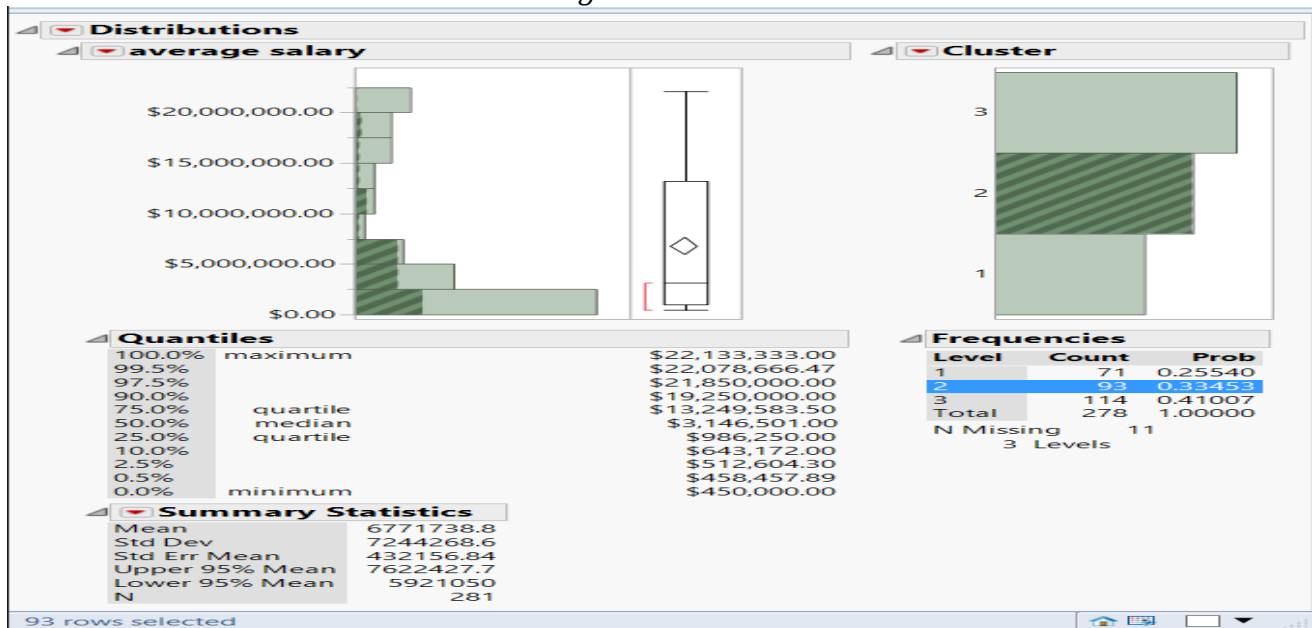 Distributions
average salary
$20,000,000.00
$15,000,000.00
$10,000,000.00
$5,000,000.00
$0.00
Quantiles
100.0% maximum $22,133,333.00
99.5% $22,078,666.47
97.5% $21,850,000.00
90.0% $19,250,000.00
75.0% quartile $13,249,583.50
50.0% median $3,146,501.00
25.0% quartile $986,250.00
10.0% $643,172.00
2.5% $512,604.30
0.5% $458,457.89
0.0% minimum $450,000.00
Summary Statistics
Mean 6771738.8
Std Dev 7244268.6
Std Err Mean 432156.84
Upper 95% Mean 7622427.7
Lower 95% Mean 5921050
N 281
Cluster
3
2
1
Frequencies
Level Count Prob
1 71 0.25540
2 93 0.33453
3 114 0.41007
Total 278 1.00000
N Missing 11
3 Levels
93 rows selected